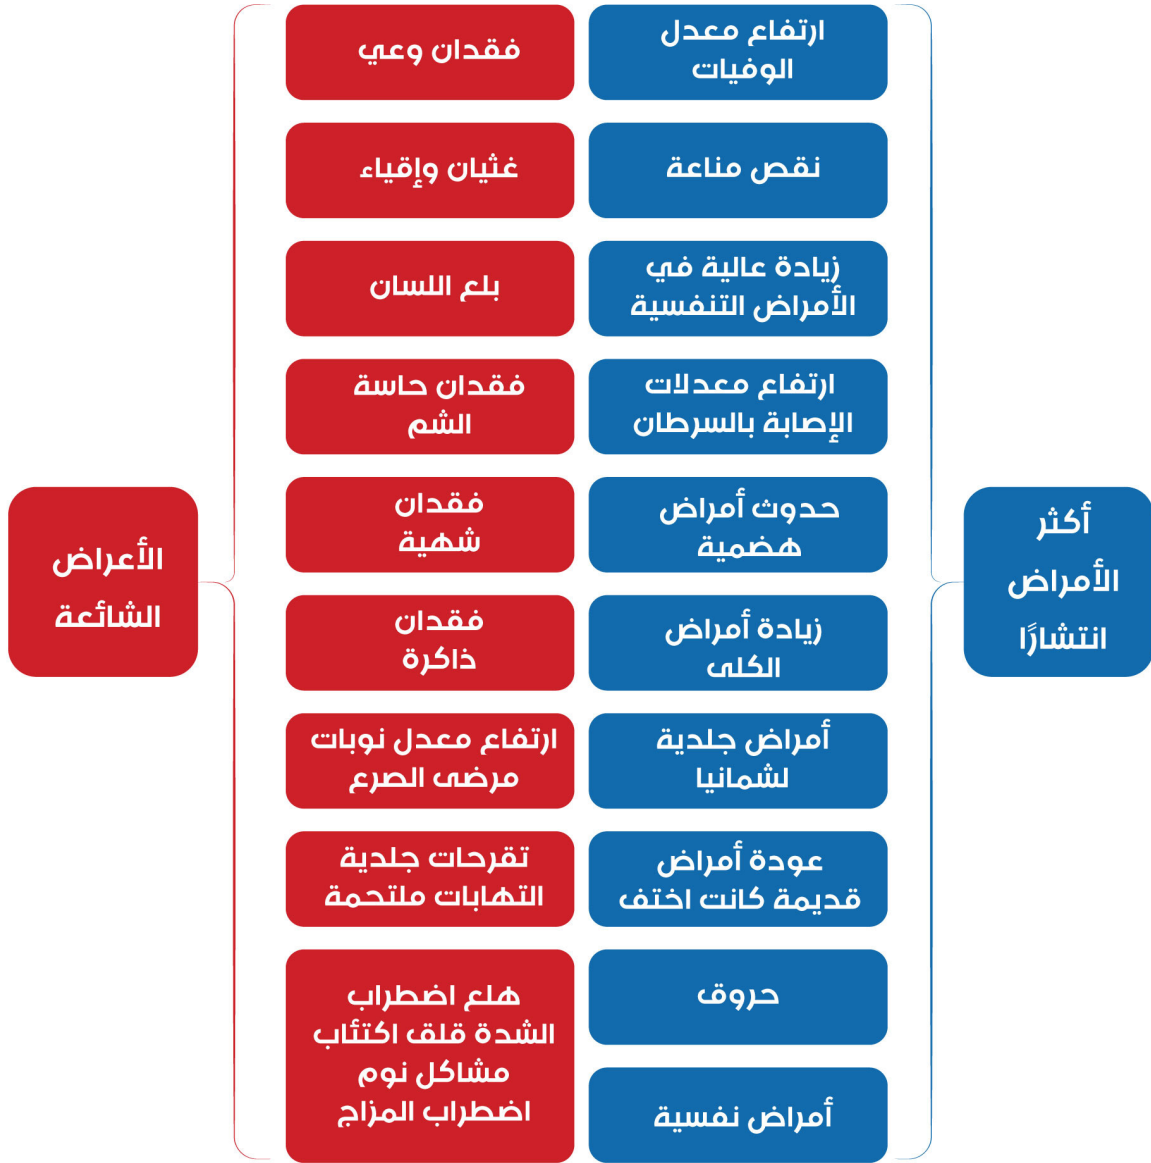 أكثر
الأمراض
انتشارًا
ارتفاع معدل
الوفيات
نقص مناعة
زيادة عالية في
الأمراض التنفسية
ارتفاع معدلات
الإصابة بالسرطان
حدوث أمراض
هضمية
زيادة أمراض
الكلى
أمراض جلدية
لشمانيا
عودة أمراض
قديمة كانت اختف
حروق
أمراض نفسية
فقدان وعي
غثيان وإقياء
بلع اللسان
فقدان حاسة
الشم
فقدان
شهية
فقدان
ذاكرة
ارتفاع معدل نوبات
مرضى الصرع
تقرحات جلدية
التهابات ملتحمة
هلع اضطراب
الشدة قلق اكتئاب
مشاكل نوم
اضطراب المزاج
الأعراض
الشائعة